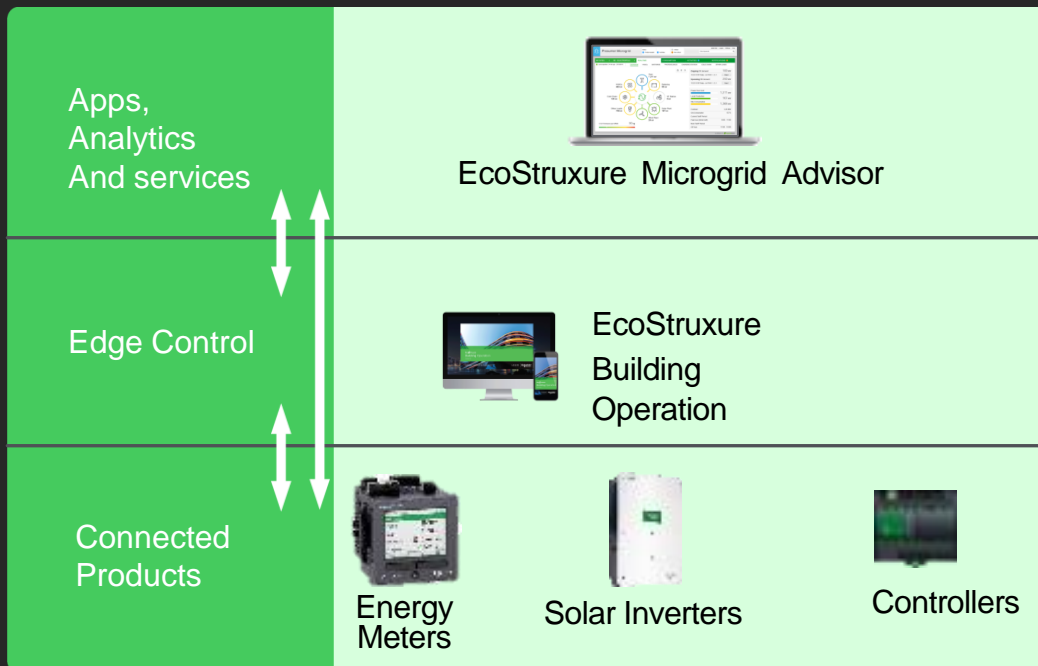 Apps,
Analytics
And services
EcoStruxure Microgrid Advisor
Edge Control
EcoStruxure
Building
Operation
Connected
Products
Energy
Meters
Solar Inverters
Controllers